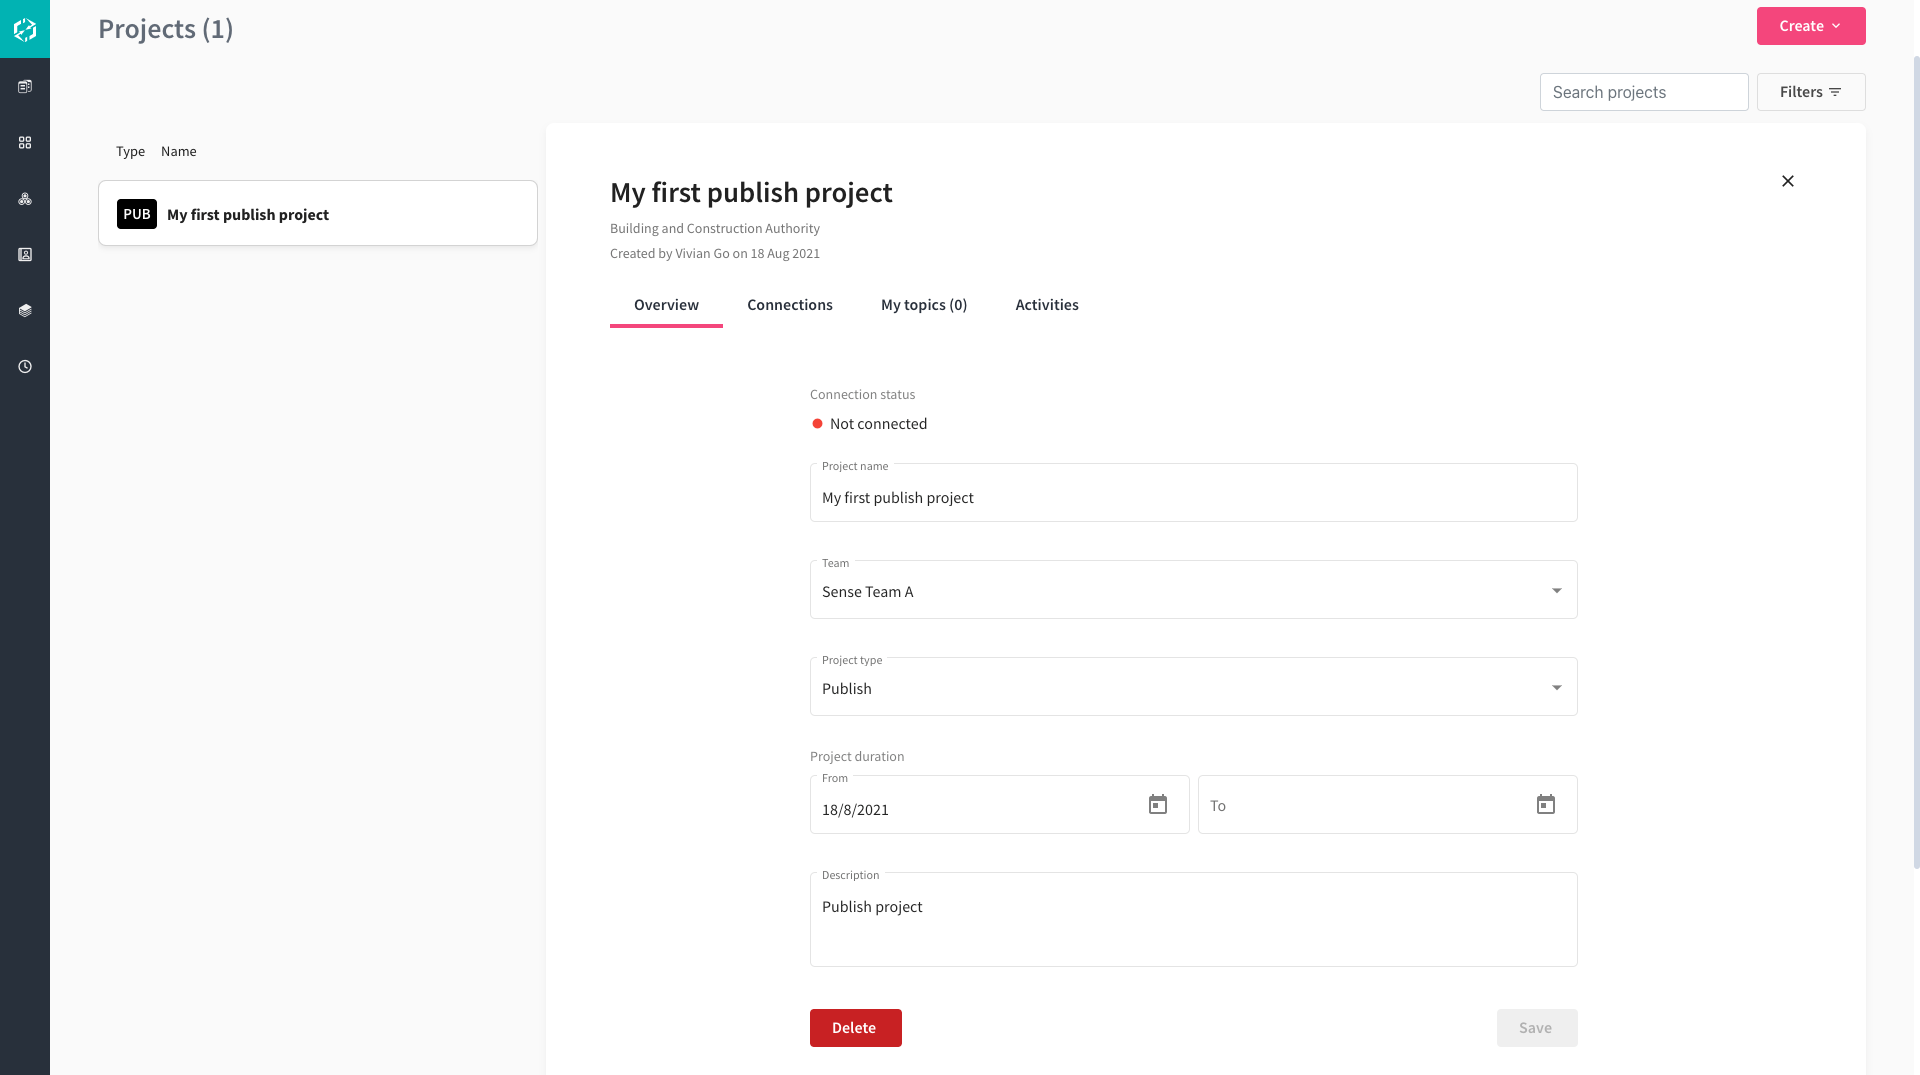 Projects (1)
Create
Search projects
Filters
Type Name
PUB My first publish project
My first publish project
Building and Construction Authority
Created by Vivian Go on 18 Aug 2021
Overview Connections My topics (0) Activities
Connection status
Not connected
Project name
My first publish project
Team
Sense Team A
Project type
Publish
Project duration
From
18/8/2021
To
Description
Publish project
Delete
Save